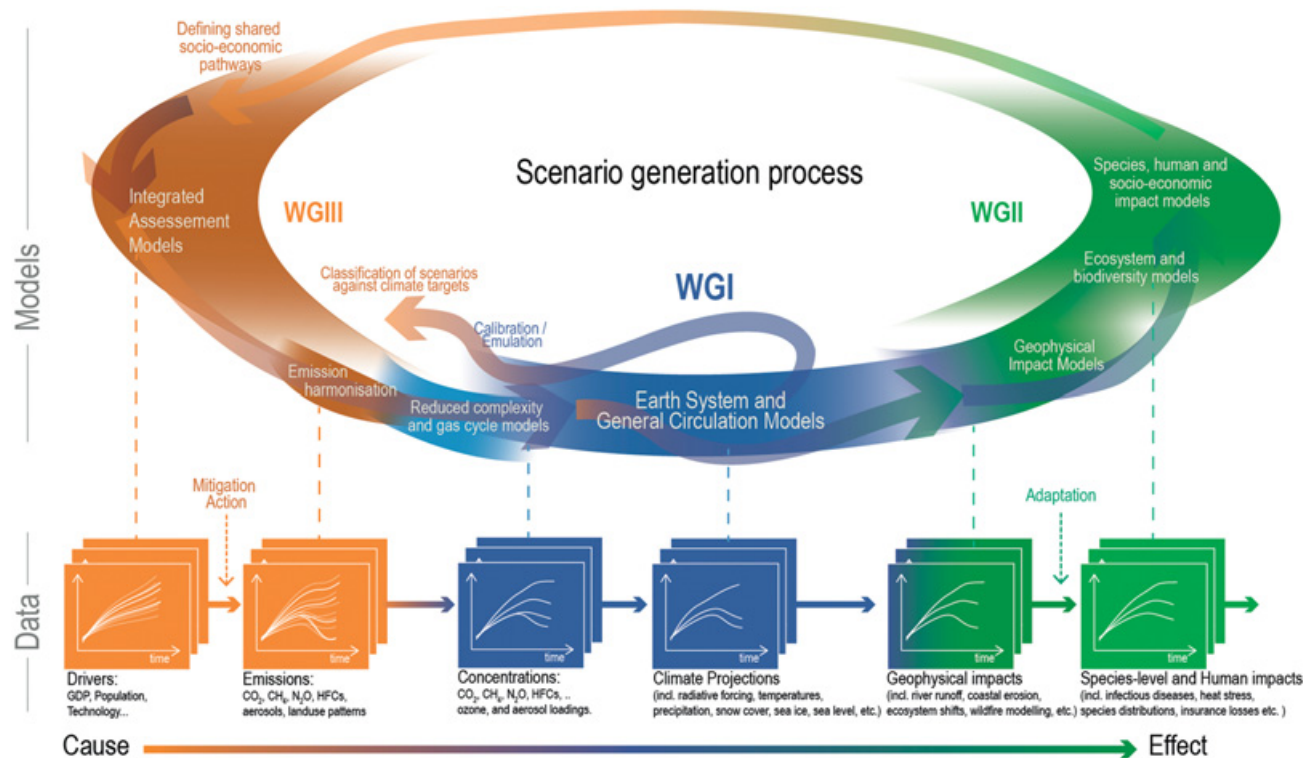 Defining shared
socio-economic
pathways
Scenario generation process
Models
Integrated
Assessement
Models
WGIII
WGII
Species, human and
socio-economic
impact models
Classification of scenarios
against climate targets
WGI
Ecosystem and
biodiversity models
Calibration /
Emulation
Geophysical
Impact Models
Emission
harmonisation
Reduced complexity
and gas cycle models
Earth System and
General Circulation Models
Mitigation
Action
Adaptation
Data
time
time
time
time
time
time
Drivers:
GDP, Population,
Technology...
Emissions:
CO₂, CH₄, N₂O, HFCs,
aerosols, landuse patterns
Concentrations:
CO₂, CH₄, N₂O, HFCs, ..
ozone, and aerosol loadings.
Climate Projections
(incl. radiative forcing, temperatures,
precipitation, snow cover, sea ice, sea level, etc.)
Geophysical impacts
(incl. river runoff, coastal erosion,
ecosystem shifts, wildfire modelling, etc.)
Species-level and Human impacts
(incl. infectious diseases, heat stress,
species distributions, insurance losses etc. )
Cause
Effect